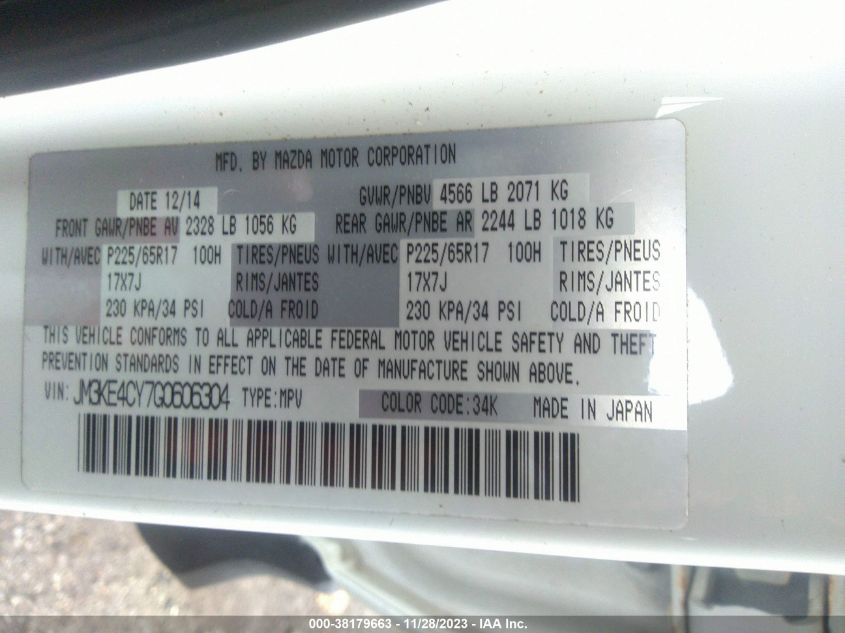 MFD. BY MAZDA MOTOR CORPORATION
DATE 12/14 GVWR/PNBV 4566 LB 2071 KG
FRONT GAWR/PNBE AV 2328 LB 1056 KG REAR GAWR/PNBE AR 2244 LB 1018 KG
WITH/AVEC P225/65R17 100H TIRES/PNEUS WITH/AVEC P225/65R17 100H TIRES/PNEUS
17X7J RIMS/JANTES 17X7J RIMS/JANTES
230 KPA/34 PSI COLD/A FROID 230 KPA/34 PSI COLD/A FROID
THIS VEHICLE CONFORMS TO ALL APPLICABLE FEDERAL MOTOR VEHICLE SAFETY AND THEFT
PREVENTION STANDARDS IN EFFECT ON THE DATE OF MANUFACTURE SHOWN ABOVE.
VIN: JM3KE4CY7G0606304 TYPE:MPV COLOR CODE:34K MADE IN JAPAN
000-38179663 - 11/28/2023 - IAA Inc.